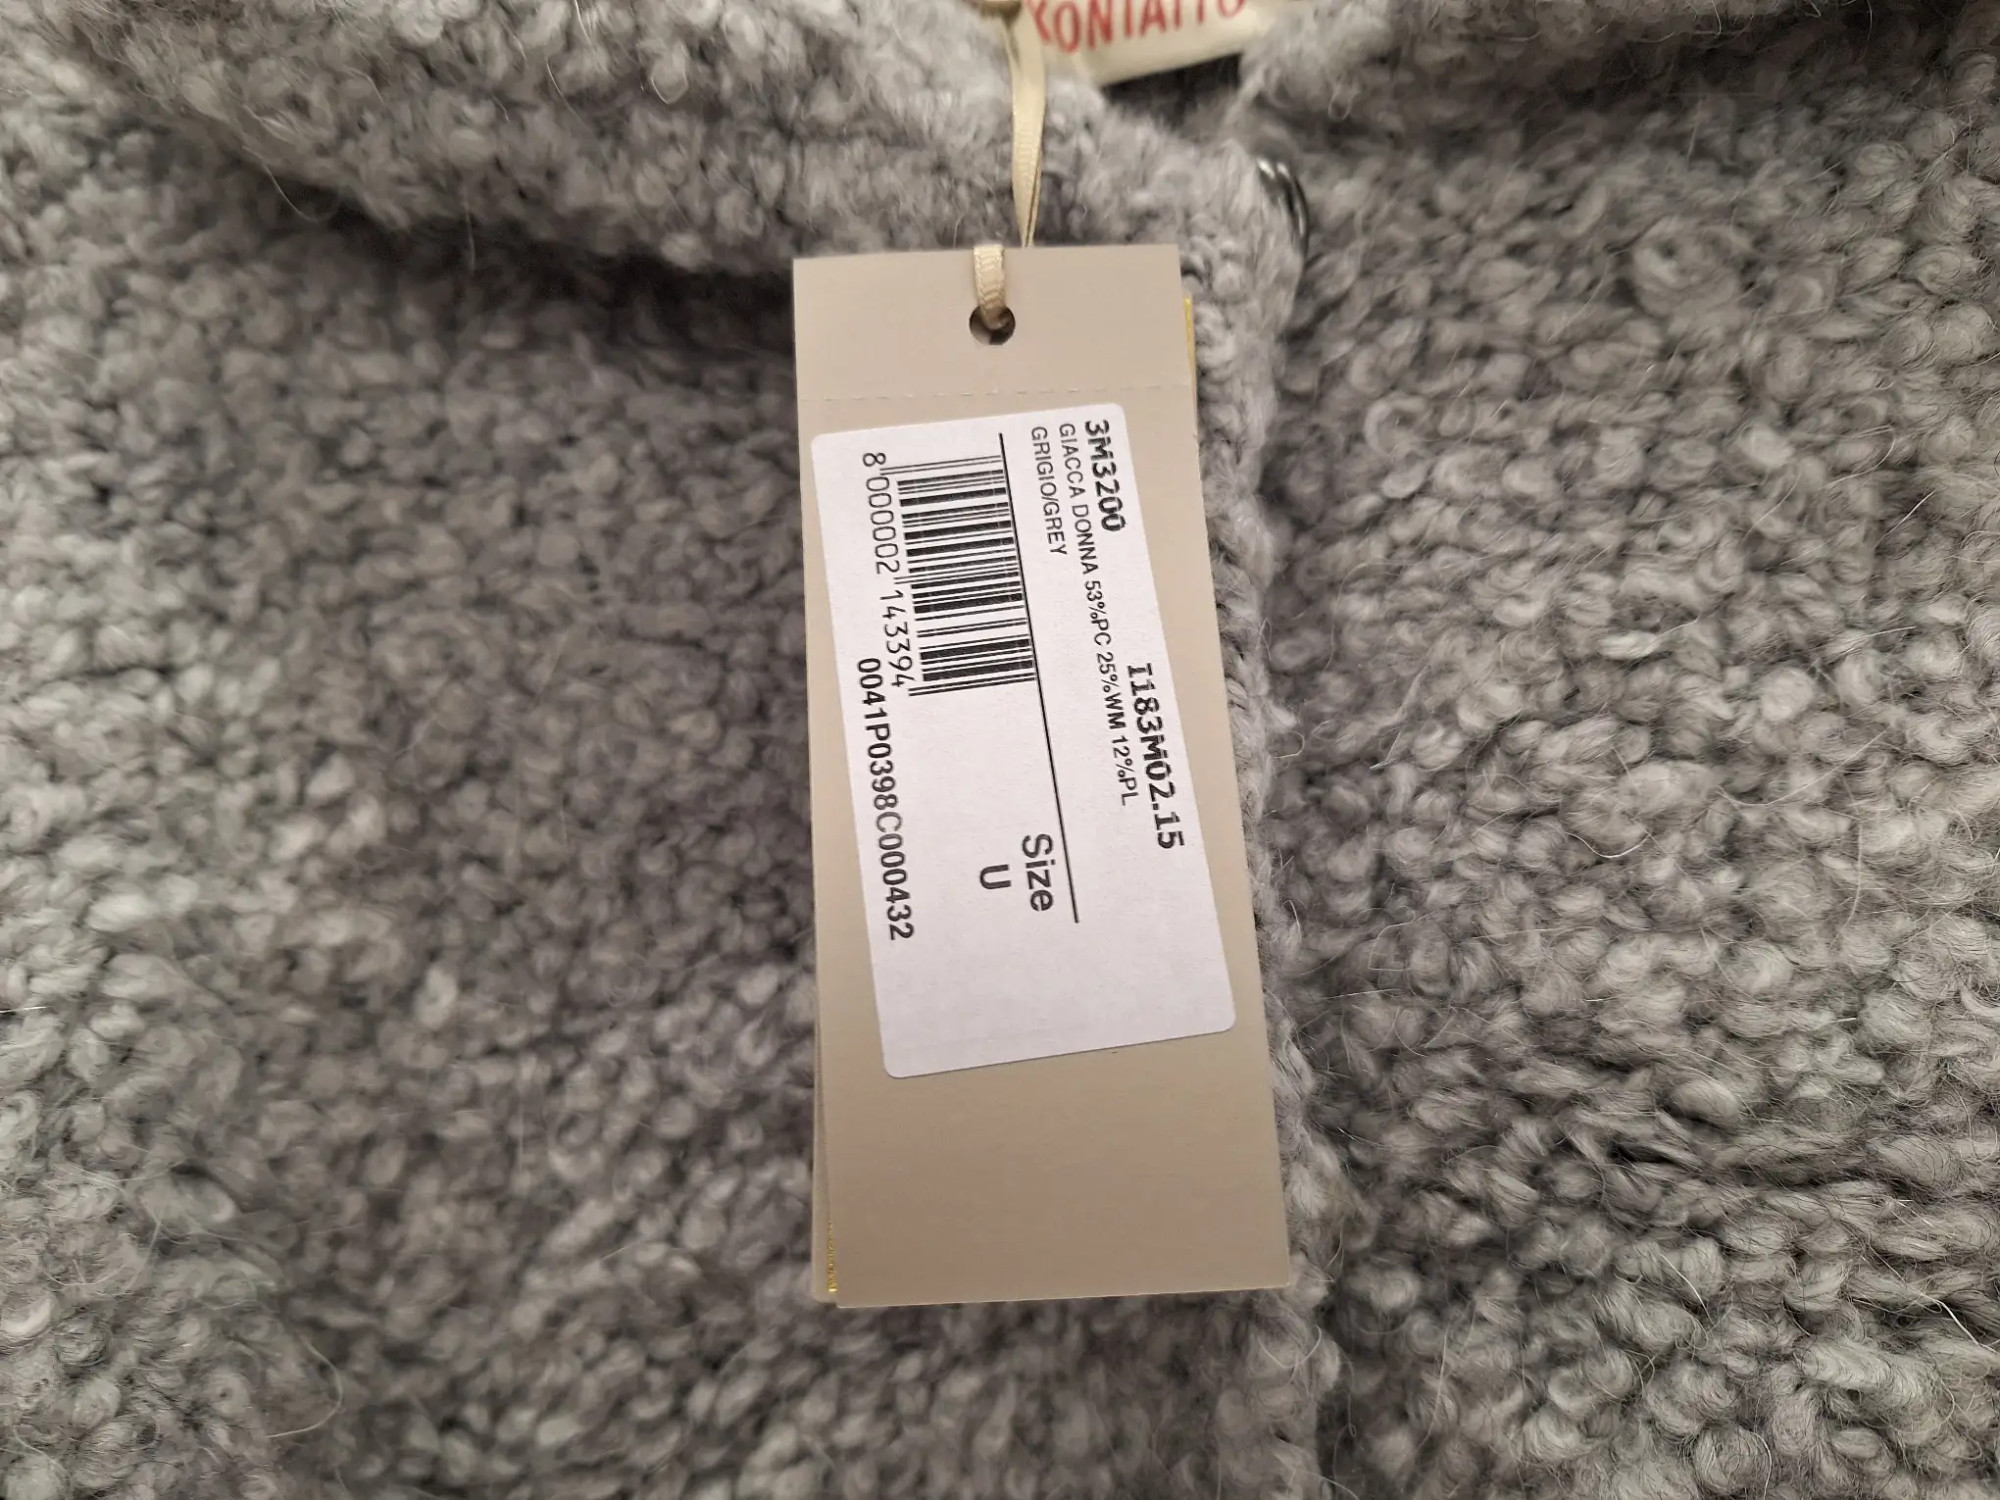 KONTATTO
3M3200 I183M02.15
GIACCA DONNA 53%PC 25%WM 12%PL
GRIGIO/GREY
Size
U
8 000002 143394
0041P0398C000432